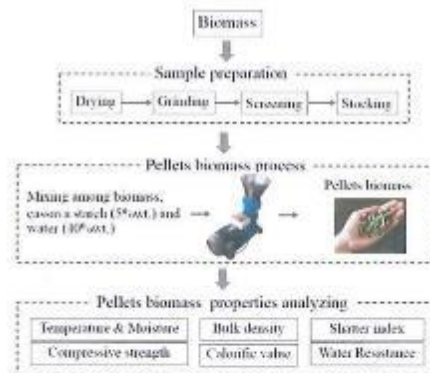 Biomass
Sample preparation
Drying
Grinding
Screening
Stocking
Pellets biomass process
Mixing among biomass,
starch (5%wt.) and
water (40%wt.)
Pellets biomass
Pellets biomass properties analyzing
Temperature & Moisture
Bulk density
Shatter index
Compressive strength
Calorific value
Water Resistance